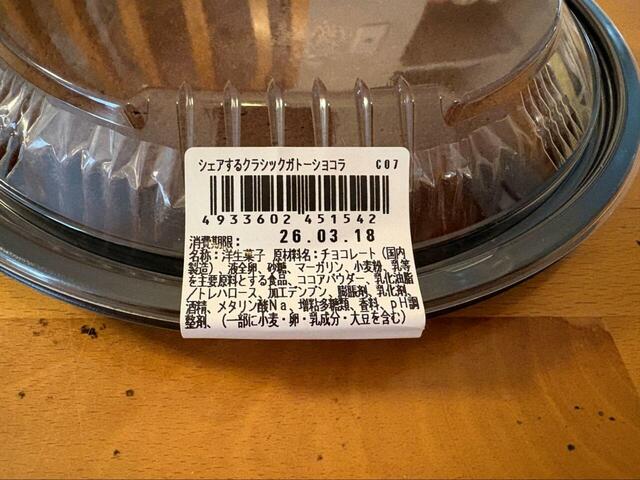 シェアするクラシックガトーショコラ C07
4933602 451542
消費期限: 26.03.18
名称:洋生菓子 原材料名:チョコレート(国内
製造)、液全卵、砂糖、マーガリン、小麦粉、乳等
を主要原料とする食品、ココアパウダー、乳化油脂
/トレハロース、加工デンプン、膨脹剤、乳化剤、
酒精、メタリン酸Na、増粘多糖類、香料、pH調
整剤、(一部に小麦・卵・乳成分・大豆を含む)